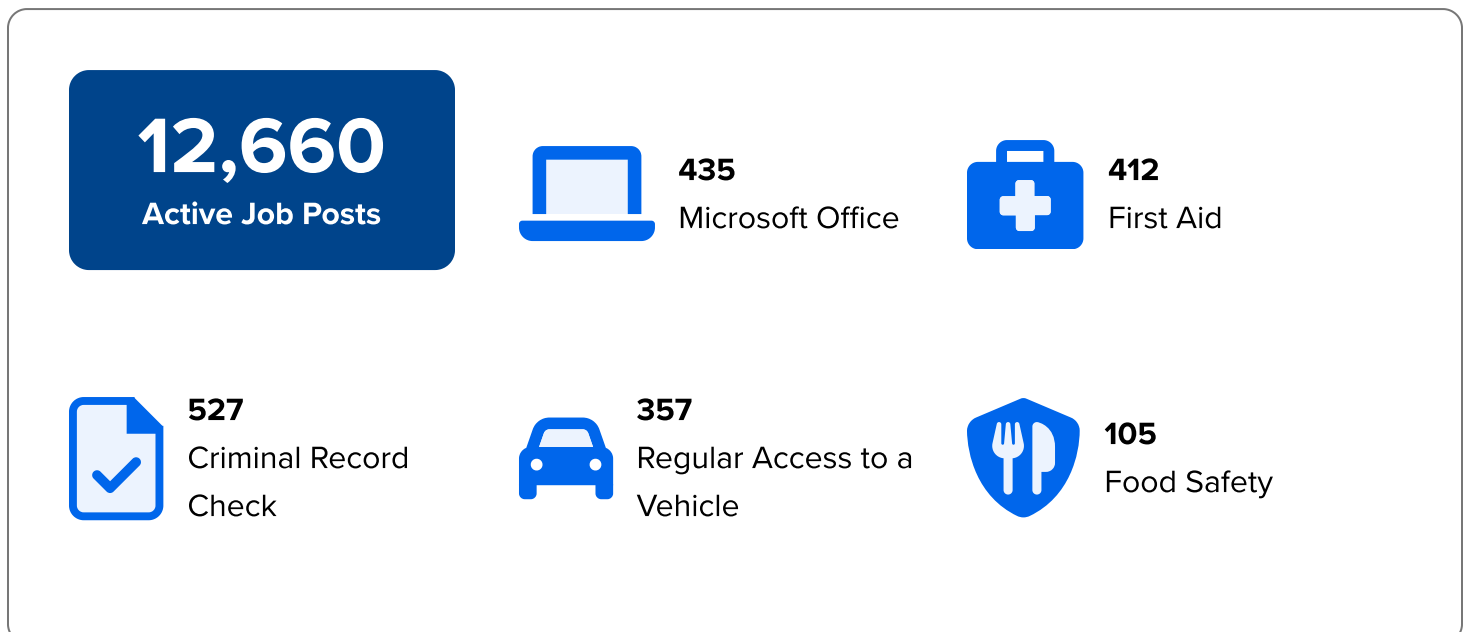 12,660
Active Job Posts
435
Microsoft Office
412
First Aid
527
Criminal Record
Check
357
Regular Access to a
Vehicle
105
Food Safety